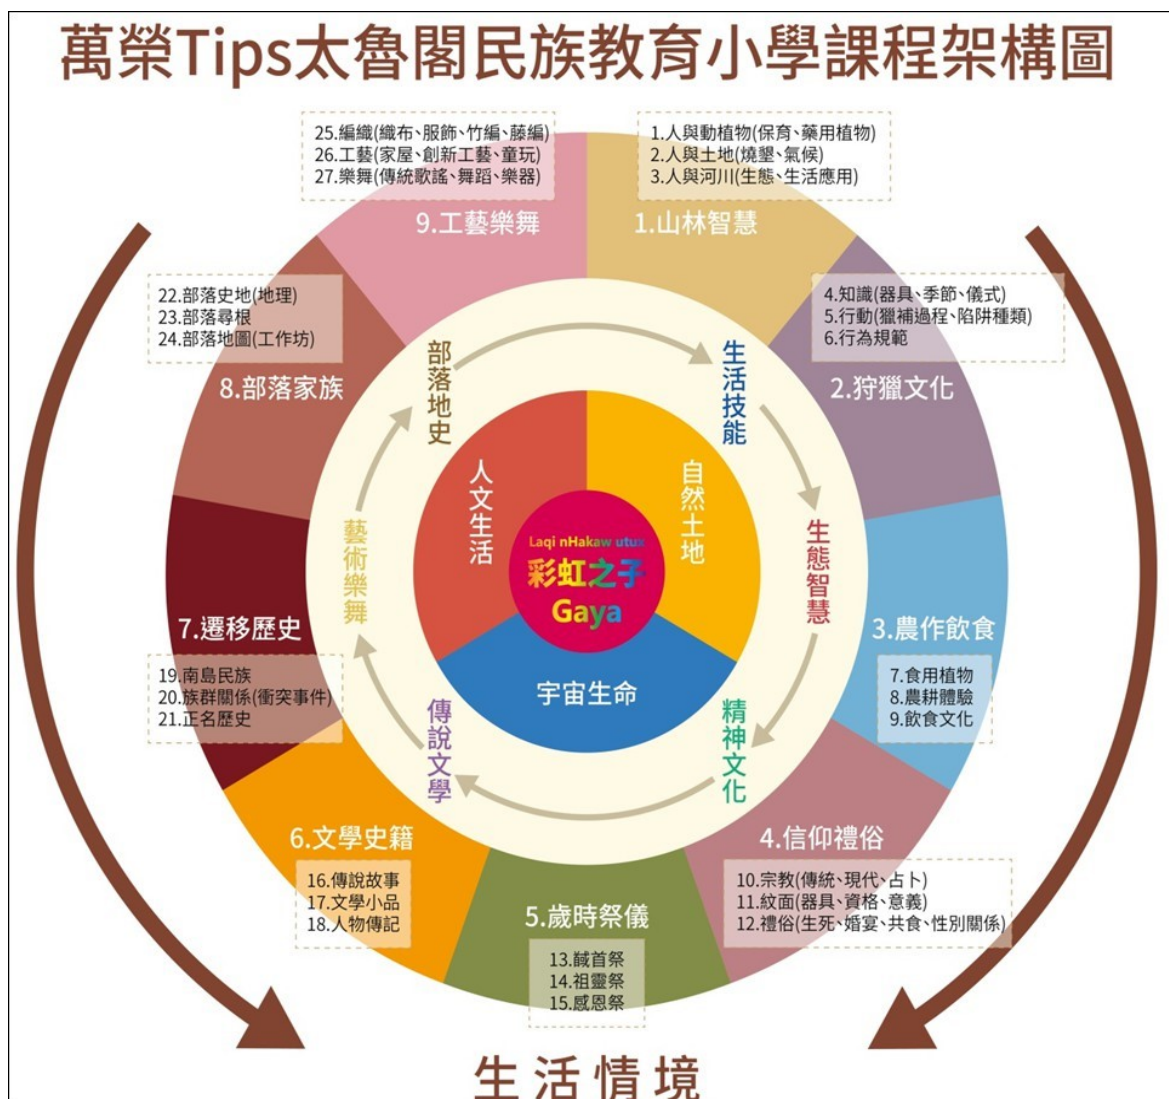 萬榮Tips太魯閣民族教育小學課程架構圖
25.編織(織布、服飾、竹編、藤編)
26.工藝(家屋、創新工藝、童玩)
27.樂舞(傳統歌謠、舞蹈、樂器)
9.工藝樂舞
1.人與動植物(保育、藥用植物)
2.人與土地(燒墾、氣候)
3.人與河川(生態、生活應用)
1.山林智慧
22.部落史地(地理)
23.部落尋根
24.部落地圖(工作坊)
8.部落家族
4.知識(器具、季節、儀式)
5.行動(獵補過程、陷阱種類)
6.行為規範
2.狩獵文化
部落地史
生活技能
人文生活
自然土地
藝術樂舞
生態智慧
Laqi nHakaw utux
彩虹之子
Gaya
7.遷移歷史
19.南島民族
20.族群關係(衝突事件)
21.正名歷史
3.農作飲食
7.食用植物
8.農耕體驗
9.飲食文化
宇宙生命
傳說文學
精神文化
6.文學史籍
16.傳說故事
17.文學小品
18.人物傳記
5.歲時祭儀
13.馘首祭
14.祖靈祭
15.感恩祭
4.信仰禮俗
10.宗教(傳統、現代、占卜)
11.紋面(器具、資格、意義)
12.禮俗(生死、婚宴、共食、性別關係)
生活情境